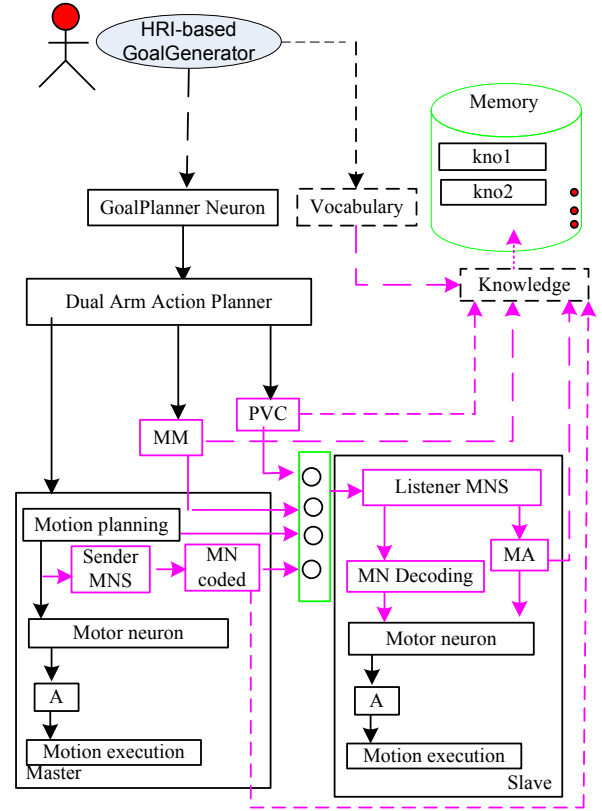 HRI-based
GoalGenerator
Memory
kno1
kno2
GoalPlanner Neuron
Vocabulary
Knowledge
Dual Arm Action Planner
PVC
MM
Motion planning
Sender
MNS
MN
coded
Listener MNS
MN Decoding
MA
Motor neuron
Motor neuron
A
A
Motion execution
Master
Motion execution
Slave